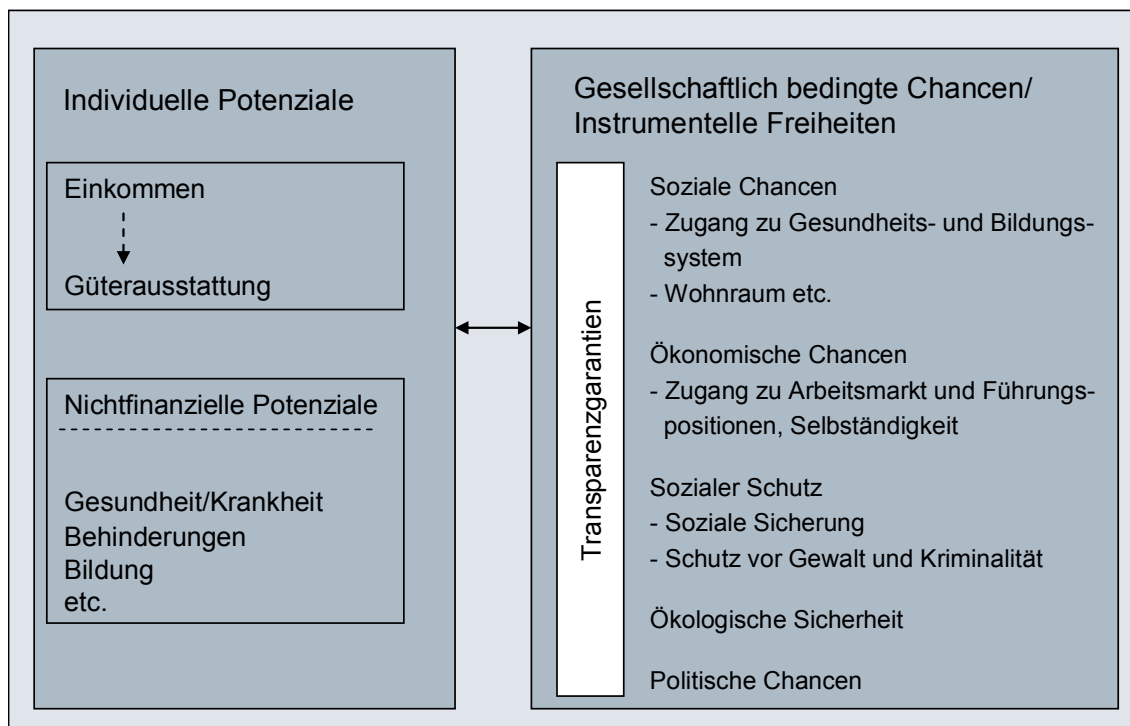 Individuelle Potenziale
Einkommen
Güterausstattung
Nichtfinanzielle Potenziale
Gesundheit/Krankheit
Behinderungen
Bildung
etc.
Gesellschaftlich bedingte Chancen/
Instrumentelle Freiheiten
Transparenzgarantien
Soziale Chancen
- Zugang zu Gesundheits- und Bildungs-
system
- Wohnraum etc.
Ökonomische Chancen
- Zugang zu Arbeitsmarkt und Führungs-
positionen, Selbständigkeit
Sozialer Schutz
- Soziale Sicherung
- Schutz vor Gewalt und Kriminalität
Ökologische Sicherheit
Politische Chancen